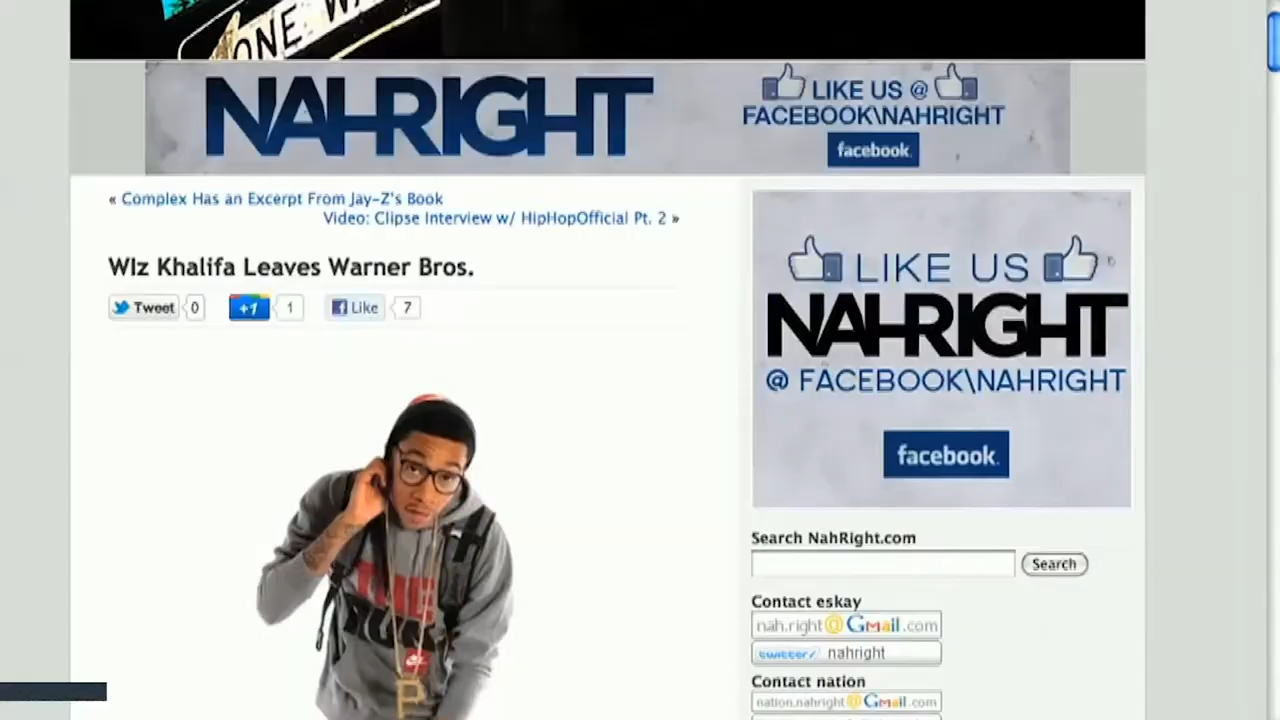 ONE WA
NAHRIGHT
LIKE US @
FACEBOOK\NAHRIGHT
facebook.
« Complex Has an Excerpt From Jay-Z's Book
Video: Clipse Interview w/ HipHopOfficial Pt. 2 »
WIz Khalifa Leaves Warner Bros.
Tweet 0 +1 1 Like 7
THE
P
LIKE US
NAHRIGHT
@ FACEBOOK\NAHRIGHT
facebook.
Search NahRight.com
Search
Contact eskay
nah.right@Gmail.com
twitter/ nahright
Contact nation
nation.nahright@Gmail.com